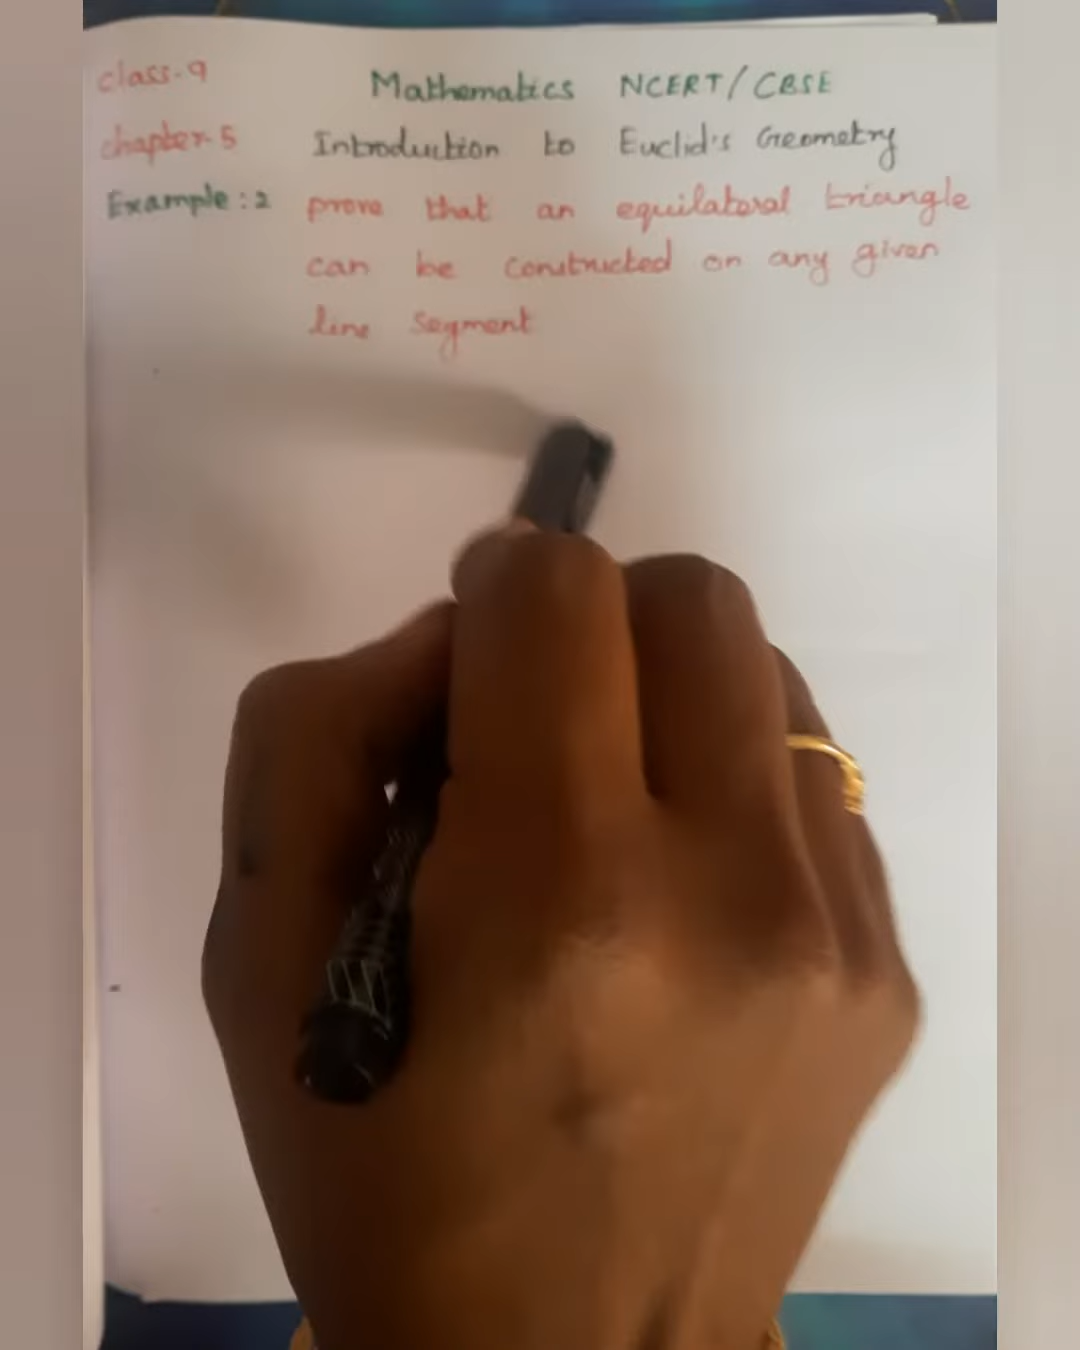 class-9 Mathematics NCERT/CBSE
chapter-5 Introduction to Euclid's Geometry
Example:2 prove that an equilateral triangle
can be constructed on any given
line segment